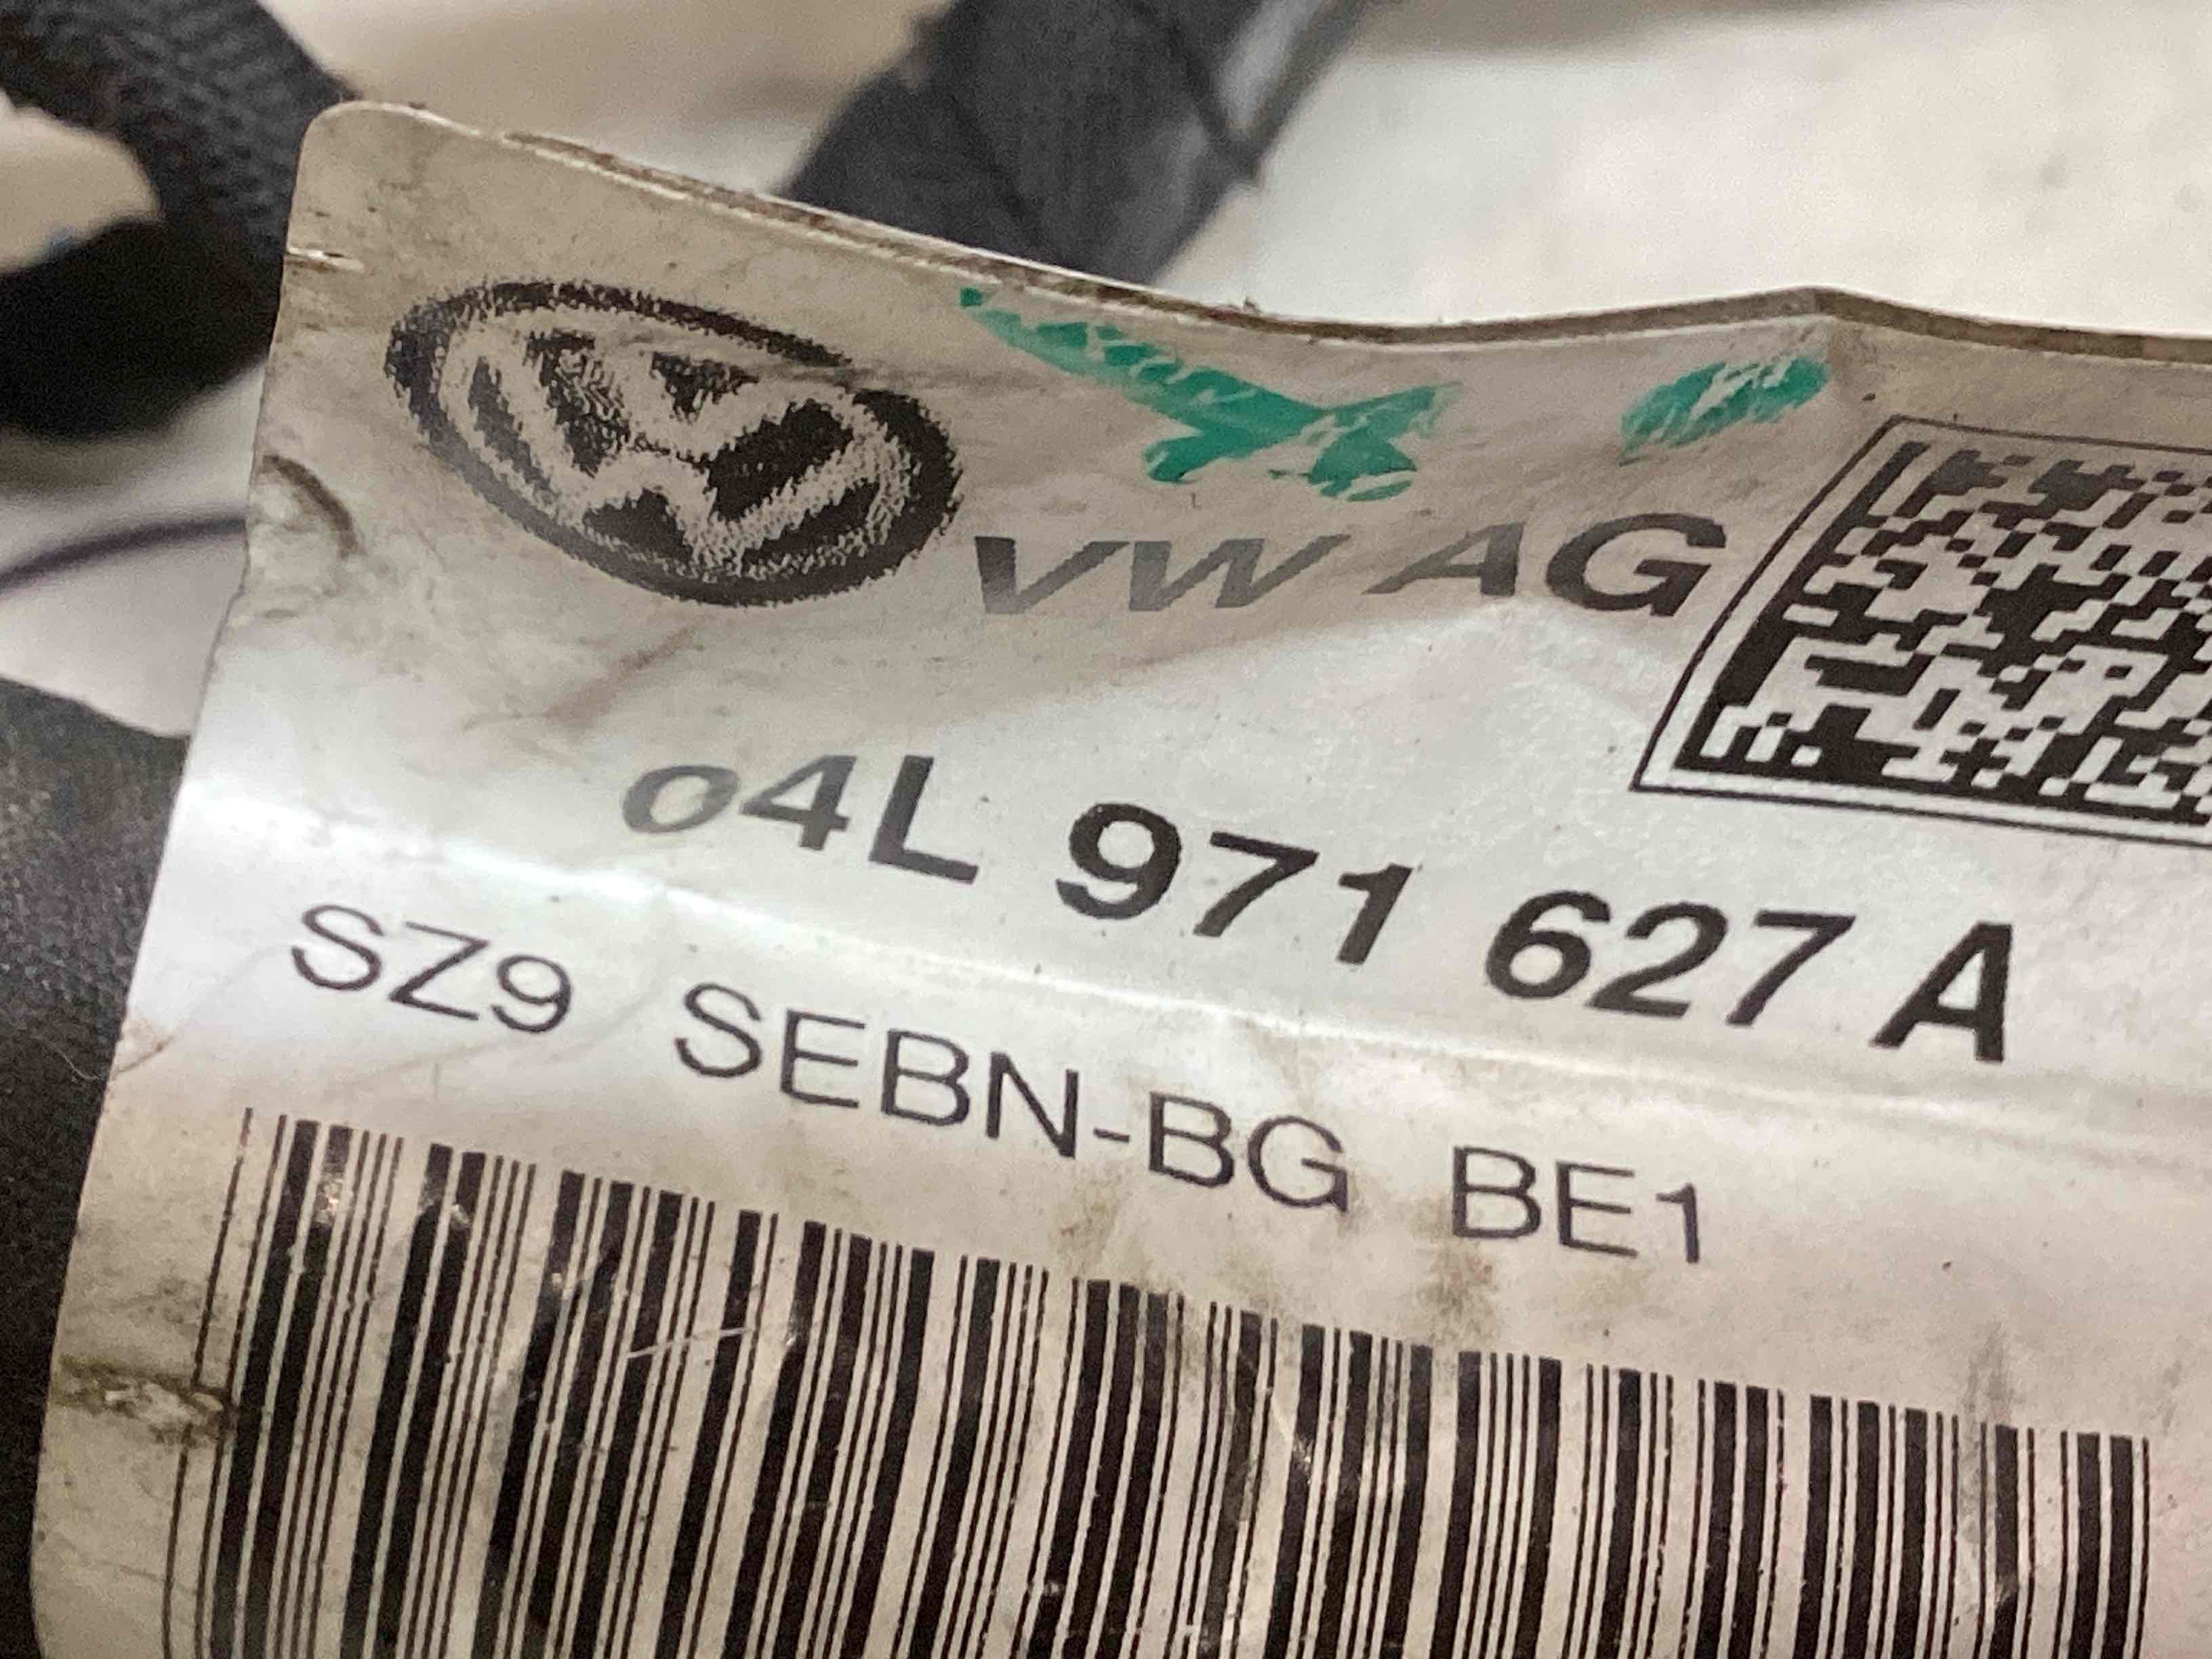 VW AG
04L 971 627 A
SZ9 SEBN-BG BE1